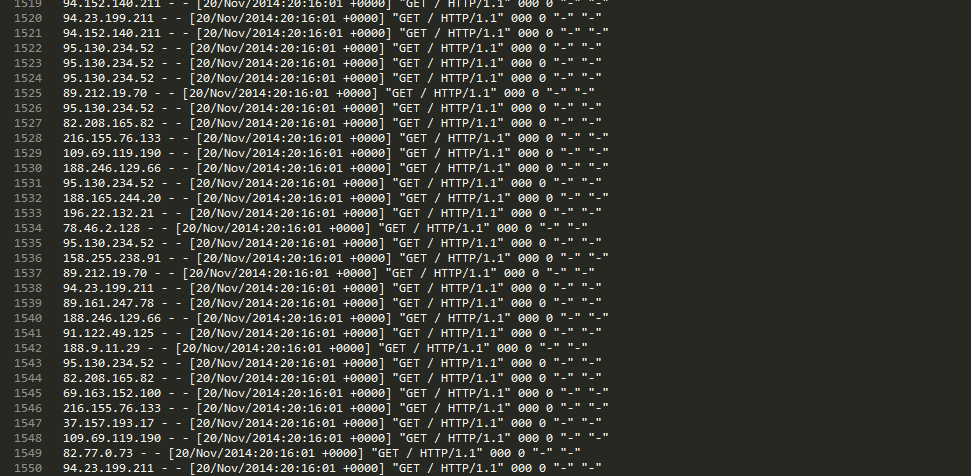 1519 94.152.140.211 - - [20/Nov/2014:20:16:01 +0000] "GET / HTTP/1.1" 000 0 "-" "-"
1520 94.23.199.211 - - [20/Nov/2014:20:16:01 +0000] "GET / HTTP/1.1" 000 0 "-" "-"
1521 94.152.140.211 - - [20/Nov/2014:20:16:01 +0000] "GET / HTTP/1.1" 000 0 "-" "-"
1522 95.130.234.52 - - [20/Nov/2014:20:16:01 +0000] "GET / HTTP/1.1" 000 0 "-" "-"
1523 95.130.234.52 - - [20/Nov/2014:20:16:01 +0000] "GET / HTTP/1.1" 000 0 "-" "-"
1524 95.130.234.52 - - [20/Nov/2014:20:16:01 +0000] "GET / HTTP/1.1" 000 0 "-" "-"
1525 89.212.19.70 - - [20/Nov/2014:20:16:01 +0000] "GET / HTTP/1.1" 000 0 "-" "-"
1526 95.130.234.52 - - [20/Nov/2014:20:16:01 +0000] "GET / HTTP/1.1" 000 0 "-" "-"
1527 82.208.165.82 - - [20/Nov/2014:20:16:01 +0000] "GET / HTTP/1.1" 000 0 "-" "-"
1528 216.155.76.133 - - [20/Nov/2014:20:16:01 +0000] "GET / HTTP/1.1" 000 0 "-" "-"
1529 109.69.119.190 - - [20/Nov/2014:20:16:01 +0000] "GET / HTTP/1.1" 000 0 "-" "-"
1530 188.246.129.66 - - [20/Nov/2014:20:16:01 +0000] "GET / HTTP/1.1" 000 0 "-" "-"
1531 95.130.234.52 - - [20/Nov/2014:20:16:01 +0000] "GET / HTTP/1.1" 000 0 "-" "-"
1532 188.165.244.20 - - [20/Nov/2014:20:16:01 +0000] "GET / HTTP/1.1" 000 0 "-" "-"
1533 196.22.132.21 - - [20/Nov/2014:20:16:01 +0000] "GET / HTTP/1.1" 000 0 "-" "-"
1534 78.46.2.128 - - [20/Nov/2014:20:16:01 +0000] "GET / HTTP/1.1" 000 0 "-" "-"
1535 95.130.234.52 - - [20/Nov/2014:20:16:01 +0000] "GET / HTTP/1.1" 000 0 "-" "-"
1536 158.255.238.91 - - [20/Nov/2014:20:16:01 +0000] "GET / HTTP/1.1" 000 0 "-" "-"
1537 89.212.19.70 - - [20/Nov/2014:20:16:01 +0000] "GET / HTTP/1.1" 000 0 "-" "-"
1538 94.23.199.211 - - [20/Nov/2014:20:16:01 +0000] "GET / HTTP/1.1" 000 0 "-" "-"
1539 89.161.247.78 - - [20/Nov/2014:20:16:01 +0000] "GET / HTTP/1.1" 000 0 "-" "-"
1540 188.246.129.66 - - [20/Nov/2014:20:16:01 +0000] "GET / HTTP/1.1" 000 0 "-" "-"
1541 91.122.49.125 - - [20/Nov/2014:20:16:01 +0000] "GET / HTTP/1.1" 000 0 "-" "-"
1542 188.9.11.29 - - [20/Nov/2014:20:16:01 +0000] "GET / HTTP/1.1" 000 0 "-" "-"
1543 95.130.234.52 - - [20/Nov/2014:20:16:01 +0000] "GET / HTTP/1.1" 000 0 "-" "-"
1544 82.208.165.82 - - [20/Nov/2014:20:16:01 +0000] "GET / HTTP/1.1" 000 0 "-" "-"
1545 69.163.152.100 - - [20/Nov/2014:20:16:01 +0000] "GET / HTTP/1.1" 000 0 "-" "-"
1546 216.155.76.133 - - [20/Nov/2014:20:16:01 +0000] "GET / HTTP/1.1" 000 0 "-" "-"
1547 37.157.193.17 - - [20/Nov/2014:20:16:01 +0000] "GET / HTTP/1.1" 000 0 "-" "-"
1548 109.69.119.190 - - [20/Nov/2014:20:16:01 +0000] "GET / HTTP/1.1" 000 0 "-" "-"
1549 82.77.0.73 - - [20/Nov/2014:20:16:01 +0000] "GET / HTTP/1.1" 000 0 "-" "-"
1550 94.23.199.211 - - [20/Nov/2014:20:16:01 +0000] "GET / HTTP/1.1" 000 0 "-" "-"